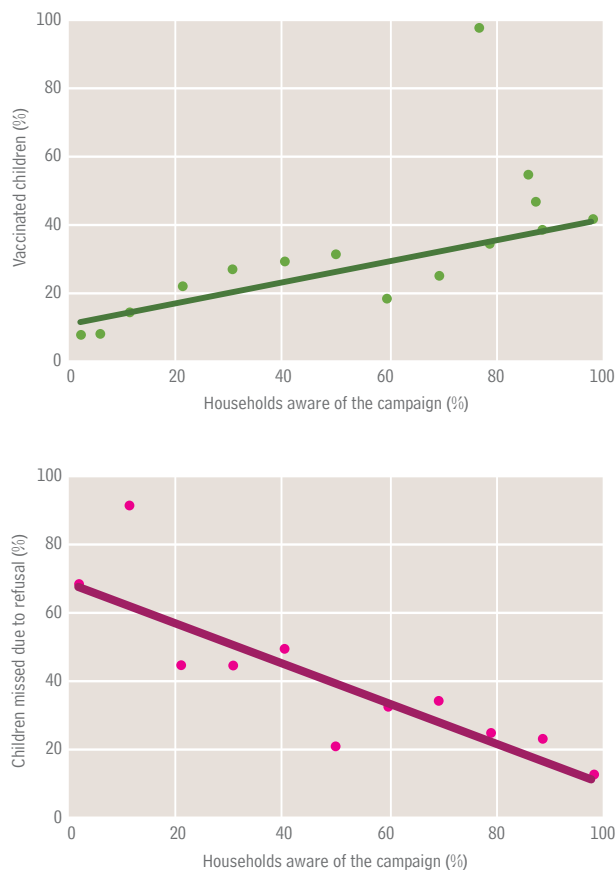 100
80
60
40
20
0
Vaccinated children (%)
0 20 40 60 80 100
Households aware of the campaign (%)
100
80
60
40
20
0
Children missed due to refusal (%)
0 20 40 60 80 100
Households aware of the campaign (%)